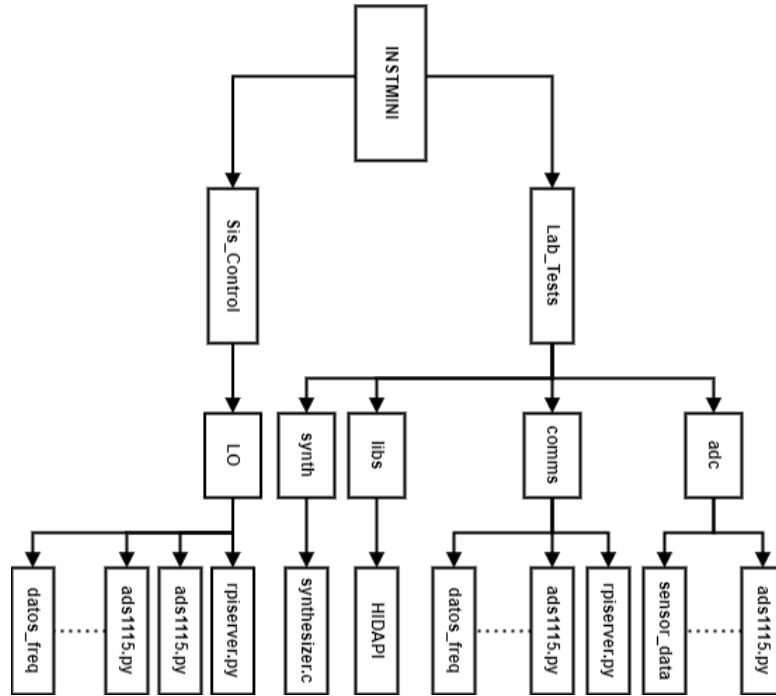 INSTMINI
Sis_Control
Lab_Tests
LO
synth
libs
comms
adc
datos_freq
ads1115.py
ads1115.py
rpiserver.py
synthesizer.c
HIDAPI
datos_freq
ads1115.py
rpiserver.py
sensor_data
ads1115.py